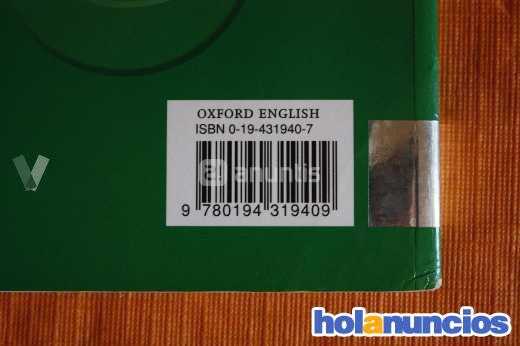 OXFORD ENGLISH
ISBN 0-19-431940-7
anuntis
9 780194 319409
V
holanuncios